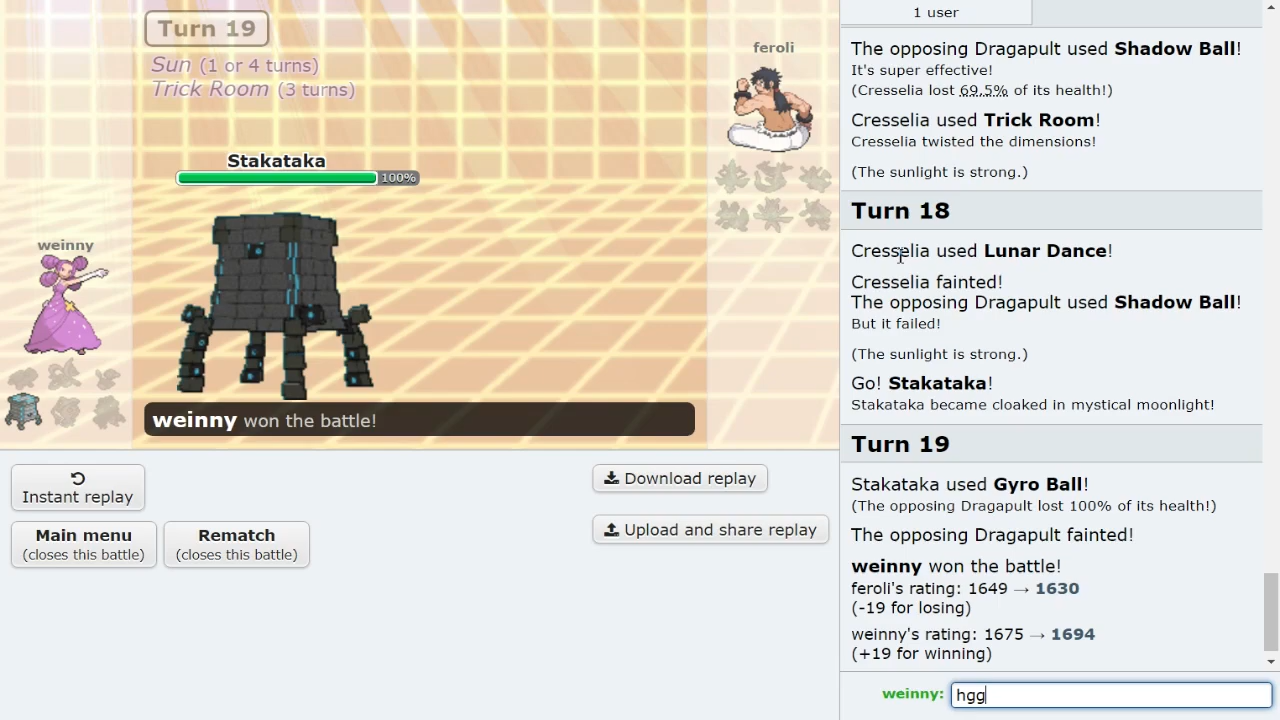 Turn 19
Sun (1 or 4 turns)
Trick Room (3 turns)
feroli
Stakataka
100%
weinny
weinny won the battle!
Instant replay
Download replay
Main menu
(closes this battle)
Rematch
(closes this battle)
Upload and share replay
1 user
The opposing Dragapult used Shadow Ball!
It's super effective!
(Cresselia lost 69.5% of its health!)
Cresselia used Trick Room!
Cresselia twisted the dimensions!
(The sunlight is strong.)
Turn 18
Cresselia used Lunar Dance!
Cresselia fainted!
The opposing Dragapult used Shadow Ball!
But it failed!
(The sunlight is strong.)
Go! Stakataka!
Stakataka became cloaked in mystical moonlight!
Turn 19
Stakataka used Gyro Ball!
(The opposing Dragapult lost 100% of its health!)
The opposing Dragapult fainted!
weinny won the battle!
feroli's rating: 1649 → 1630
(-19 for losing)
weinny's rating: 1675 → 1694
(+19 for winning)
weinny: hgg